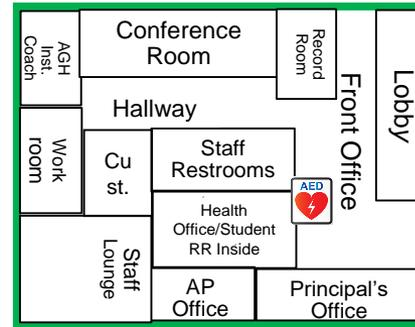 AGH
Inst.
Coach
Conference
Room
Record
Room
Front Office
Lobby
Hallway
Work
room
Cu
st.
Staff
Restrooms
AED
Health
Office/Student
RR Inside
Staff
Lounge
AP
Office
Principal's
Office